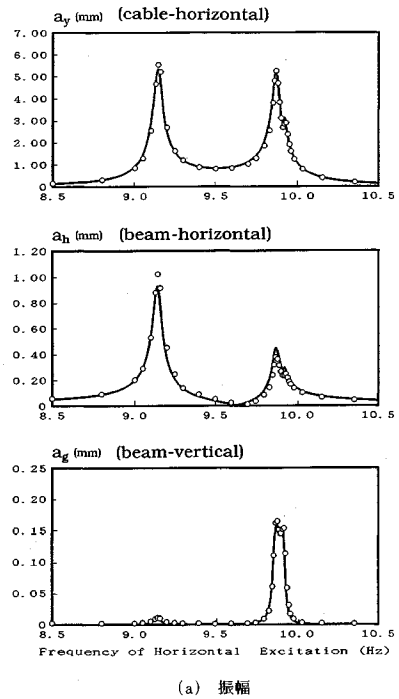 a_y (mm) (cable-horizontal)
7.00
6.00
5.00
4.00
3.00
2.00
1.00
0
8.5 9.0 9.5 10.0 10.5
a_h (mm) (beam-horizontal)
1.20
1.00
0.80
0.60
0.40
0.20
0
8.5 9.0 9.5 10.0 10.5
a_g (mm) (beam-vertical)
0.25
0.20
0.15
0.10
0.05
0
8.5 9.0 9.5 10.0 10.5
Frequency of Horizontal Excitation (Hz)
(a) 振幅